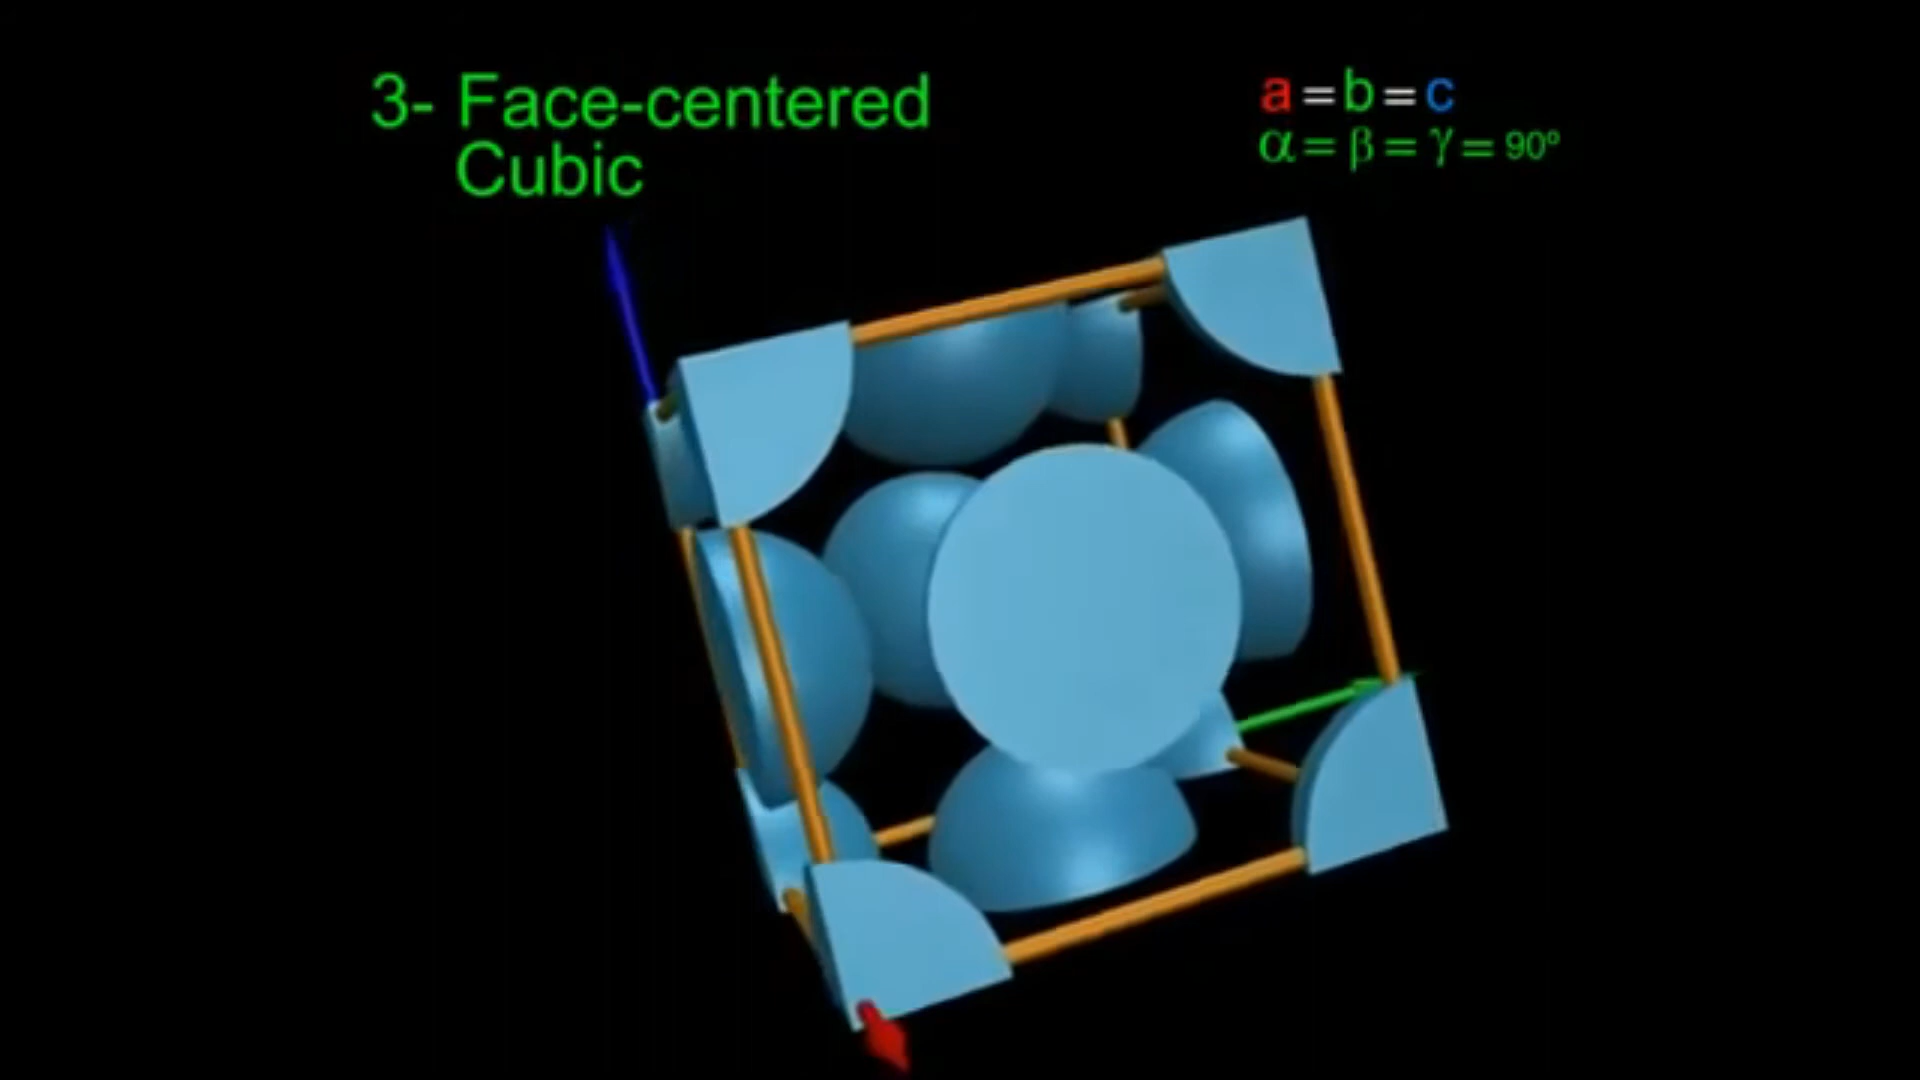 3- Face-centered
Cubic
a=b=c
α=β=γ=90º